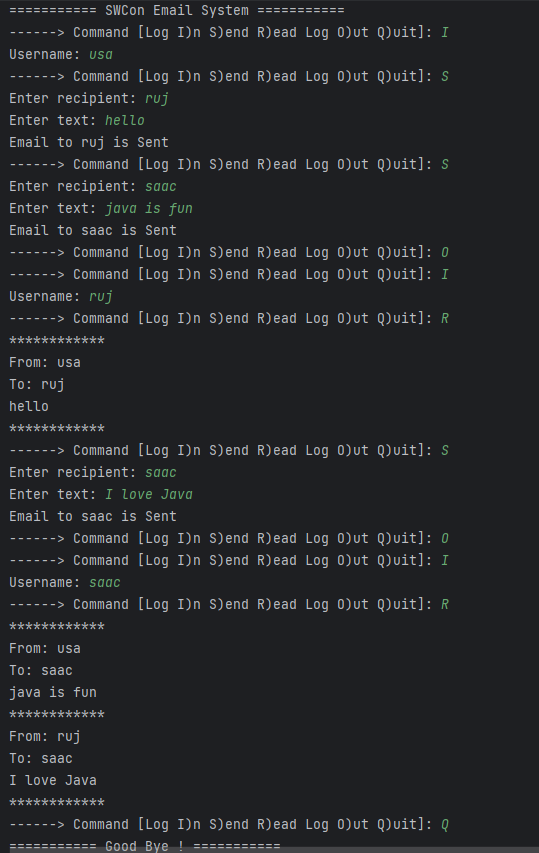 =========== SWCon Email System ===========
------> Command [Log I)n S)end R)ead Log O)ut Q)uit]: I
Username: usa
------> Command [Log I)n S)end R)ead Log O)ut Q)uit]: S
Enter recipient: ruj
Enter text: hello
Email to ruj is Sent
------> Command [Log I)n S)end R)ead Log O)ut Q)uit]: S
Enter recipient: saac
Enter text: java is fun
Email to saac is Sent
------> Command [Log I)n S)end R)ead Log O)ut Q)uit]: O
------> Command [Log I)n S)end R)ead Log O)ut Q)uit]: I
Username: ruj
------> Command [Log I)n S)end R)ead Log O)ut Q)uit]: R
************
From: usa
To: ruj
hello
************
------> Command [Log I)n S)end R)ead Log O)ut Q)uit]: S
Enter recipient: saac
Enter text: I love Java
Email to saac is Sent
------> Command [Log I)n S)end R)ead Log O)ut Q)uit]: O
------> Command [Log I)n S)end R)ead Log O)ut Q)uit]: I
Username: saac
------> Command [Log I)n S)end R)ead Log O)ut Q)uit]: R
************
From: usa
To: saac
java is fun
************
From: ruj
To: saac
I love Java
************
------> Command [Log I)n S)end R)ead Log O)ut Q)uit]: Q
=========== Good Bye ! ===========